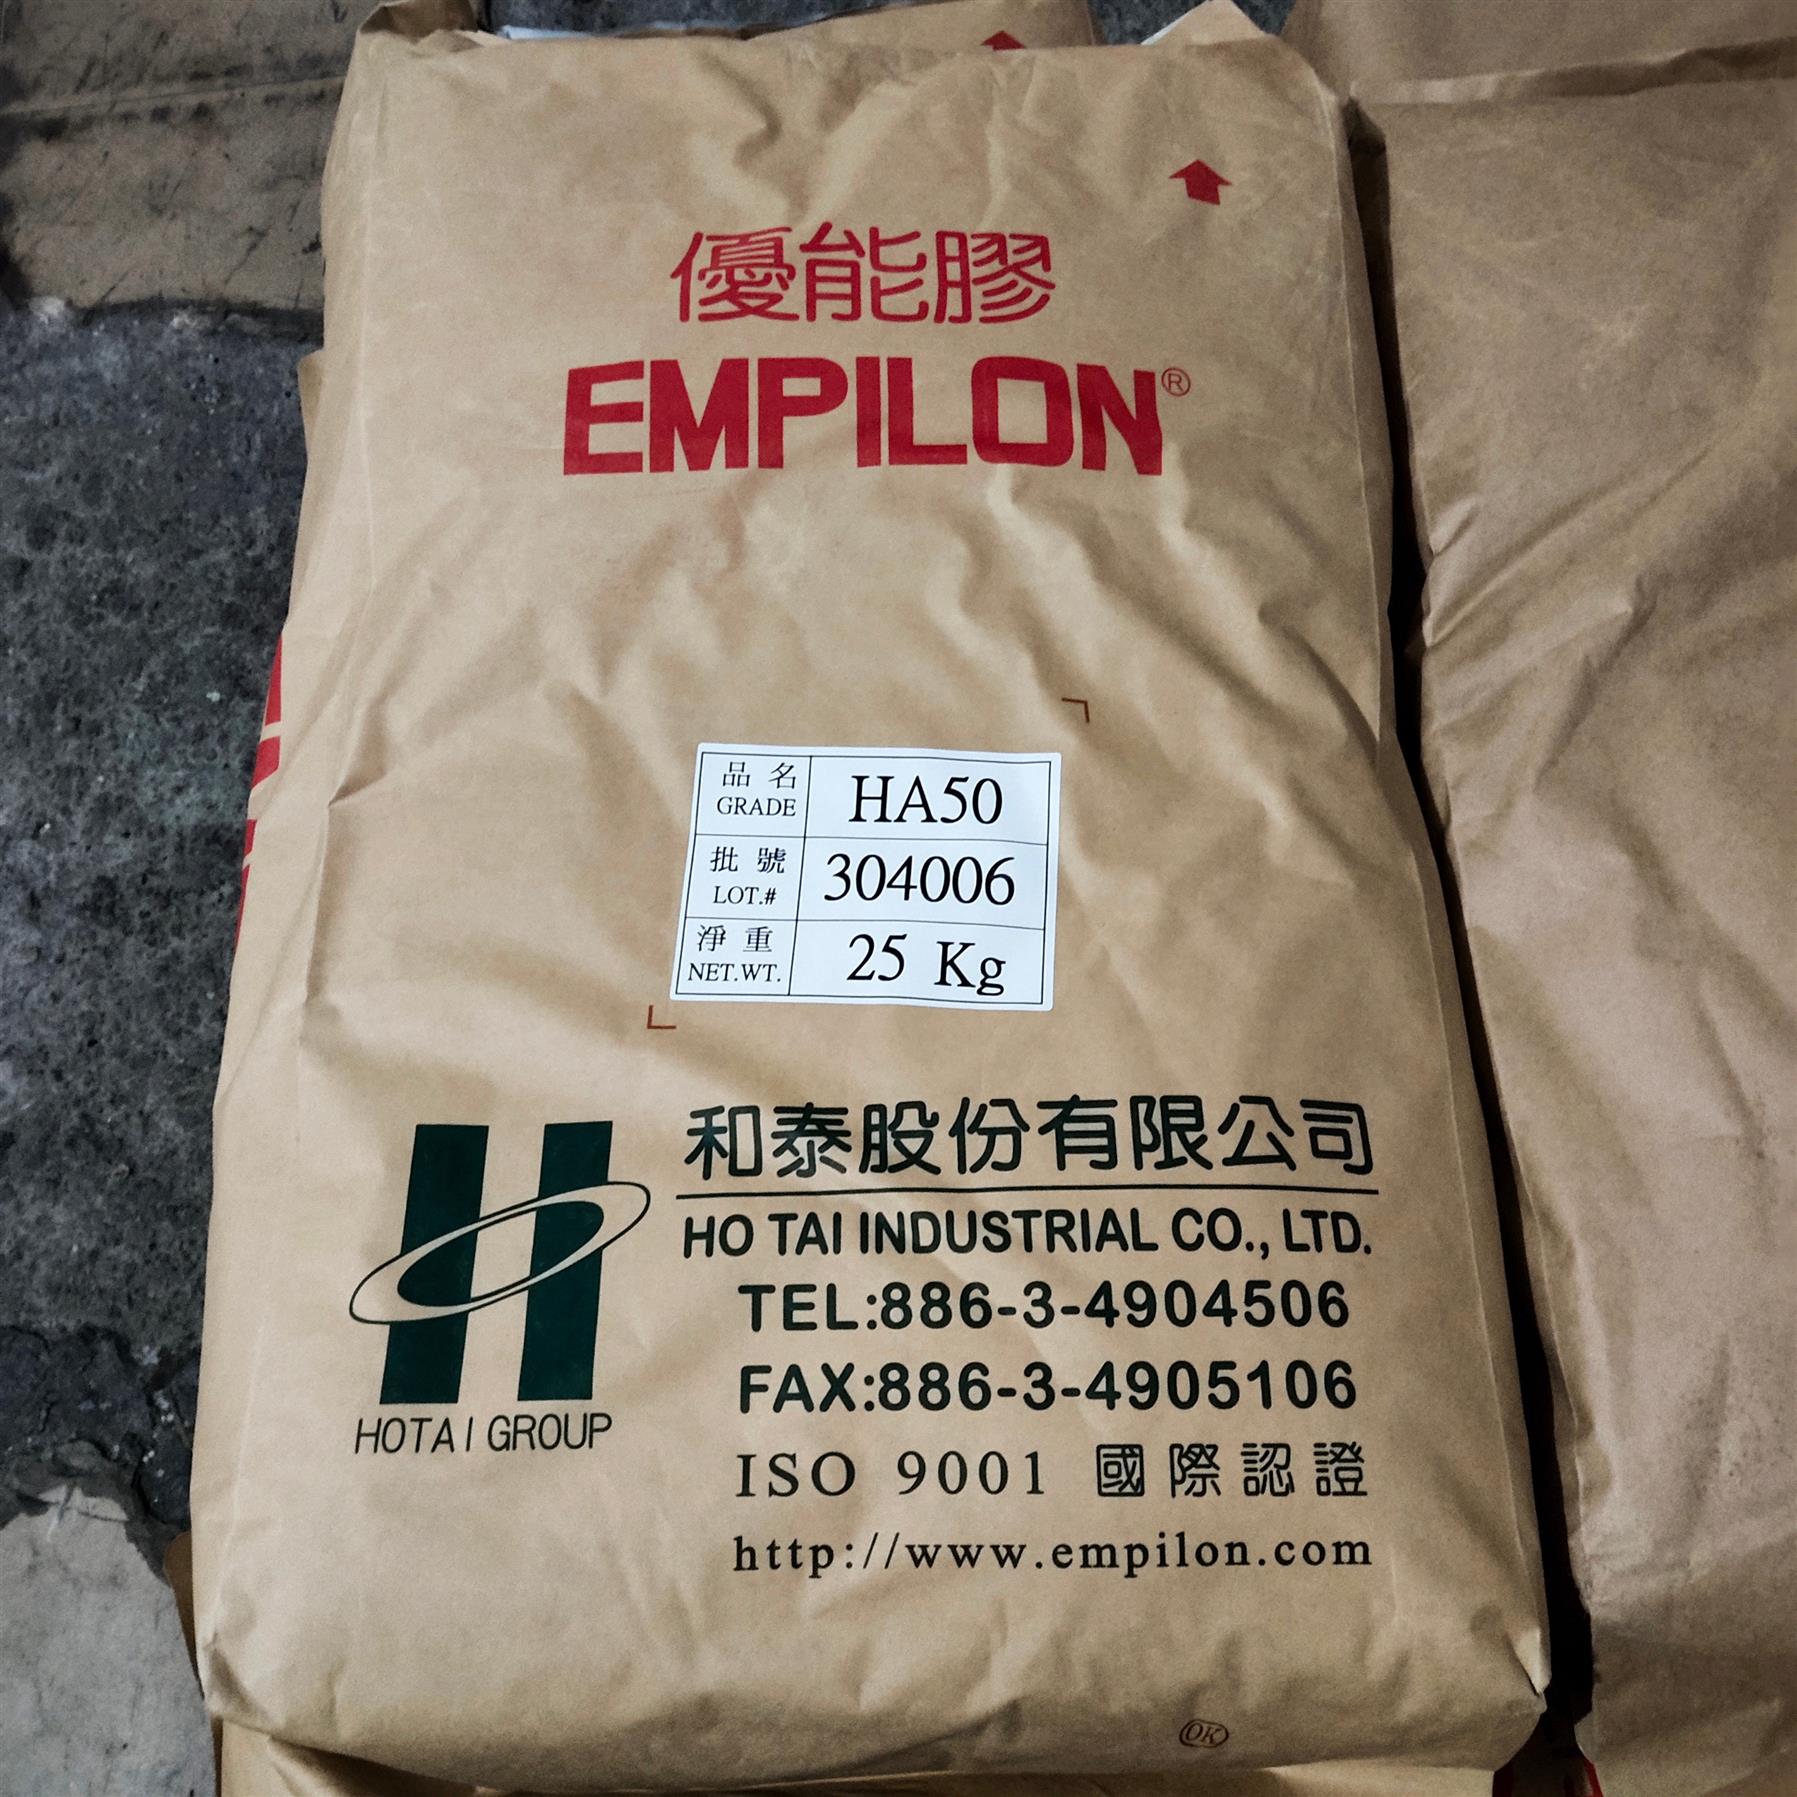 優能膠
EMPILON®
品名 HA50
GRADE
批號 304006
LOT.#
淨重 25 Kg
NET.WT.
和泰股份有限公司
HO TAI INDUSTRIAL CO., LTD.
TEL:886-3-4904506
FAX:886-3-4905106
ISO 9001 國際認證
http://www.empilon.com
HOTAI GROUP
OK